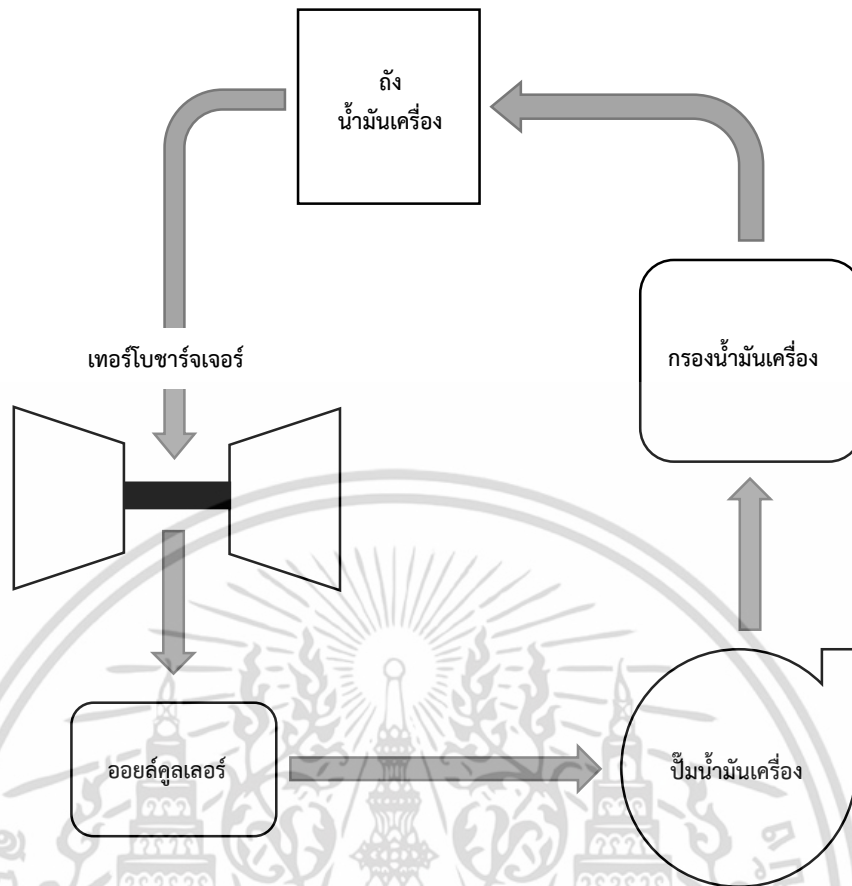 ถัง
น้ำมันเครื่อง
เทอร์โบชาร์จเจอร์
กรองน้ำมันเครื่อง
ออยล์คูลเลอร์
ปั๊มน้ำมันเครื่อง